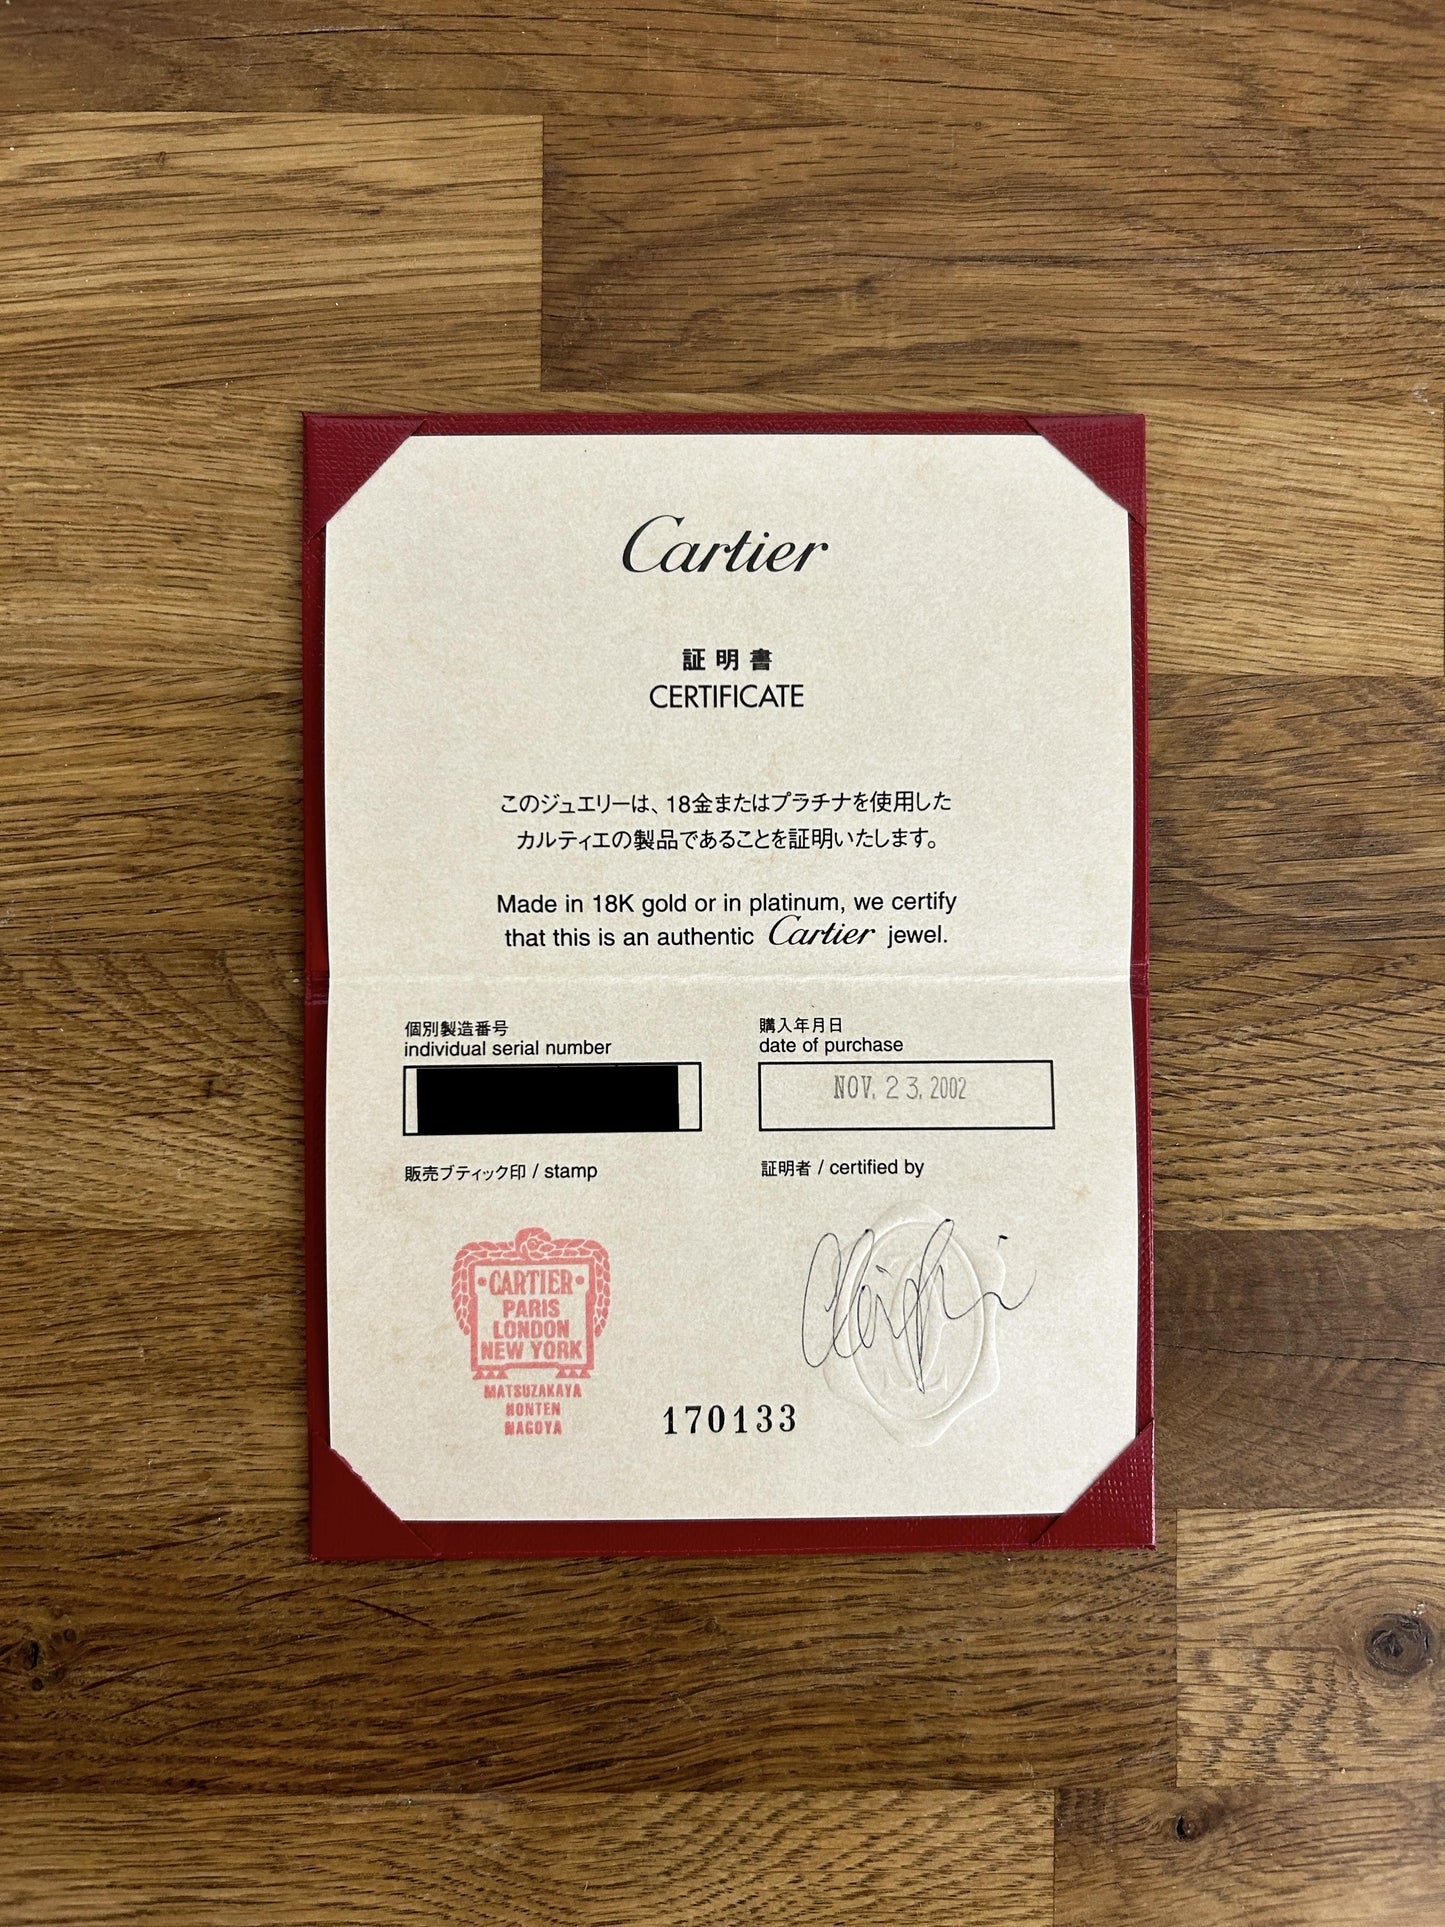 Cartier
証明書
CERTIFICATE
このジュエリーは、18金またはプラチナを使用した
カルティエの製品であることを証明いたします。
Made in 18K gold or in platinum, we certify
that this is an authentic Cartier jewel.
個別製造番号
individual serial number
購入年月日
date of purchase
NOV. 23. 2002
販売ブティック印 / stamp
証明者 / certified by
·CARTIER·
PARIS
LONDON
NEW YORK
MATSUZAKAYA
HONTEN
NAGOYA
170133